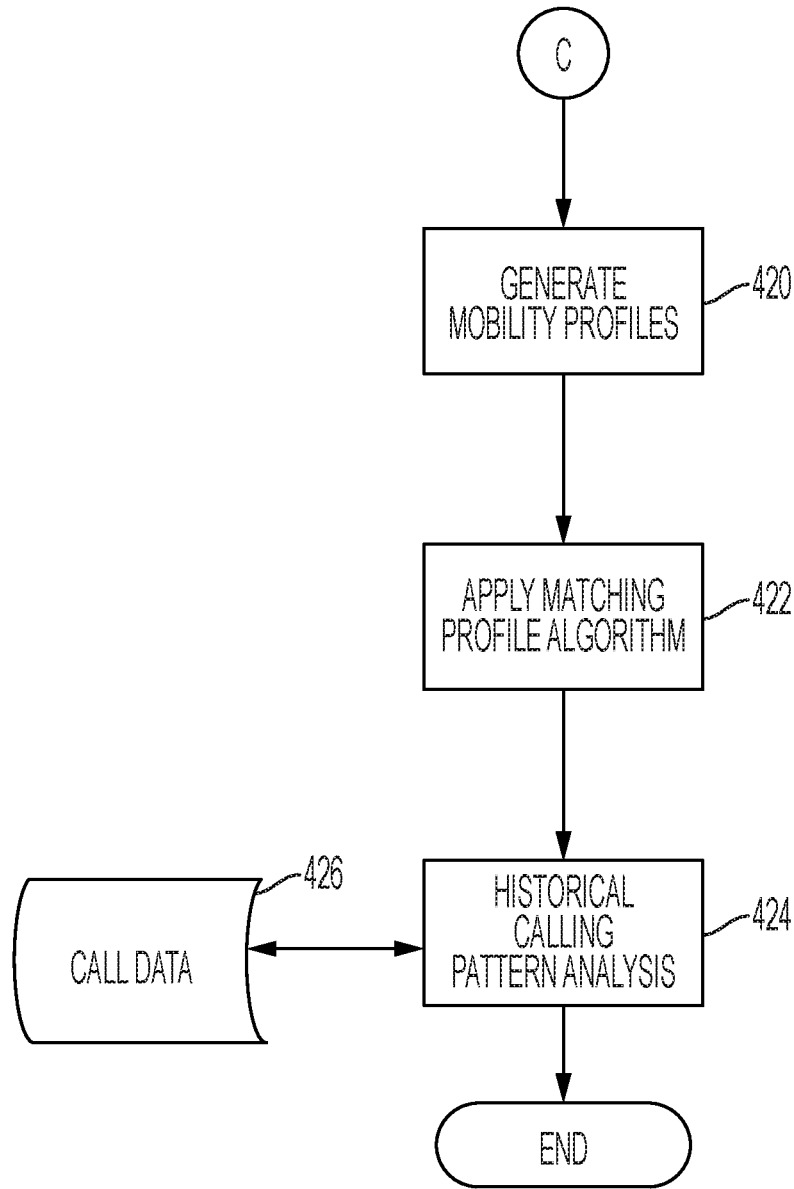 C
GENERATE
MOBILITY PROFILES
420
APPLY MATCHING
PROFILE ALGORITHM
422
426
CALL DATA
HISTORICAL
CALLING
PATTERN ANALYSIS
424
END